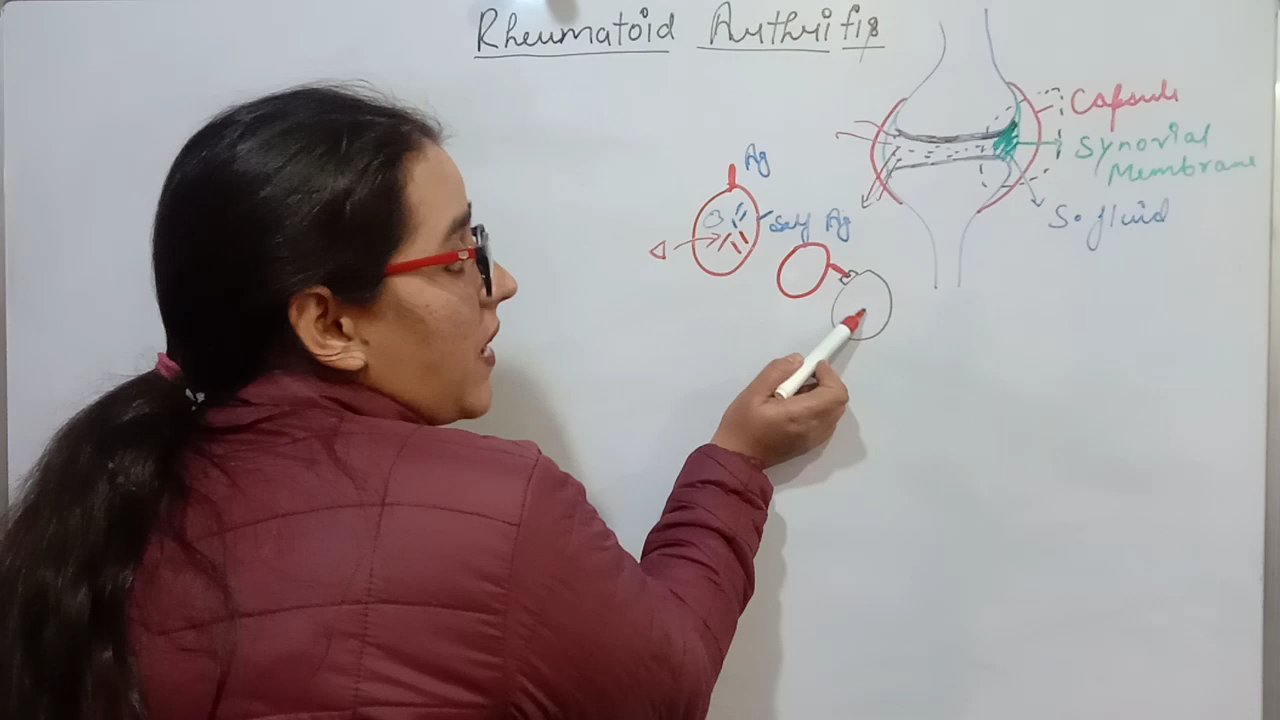 Rheumatoid Arthritis
Capsule
Synovial
Membrane
S. fluid
Ag
Self Ag